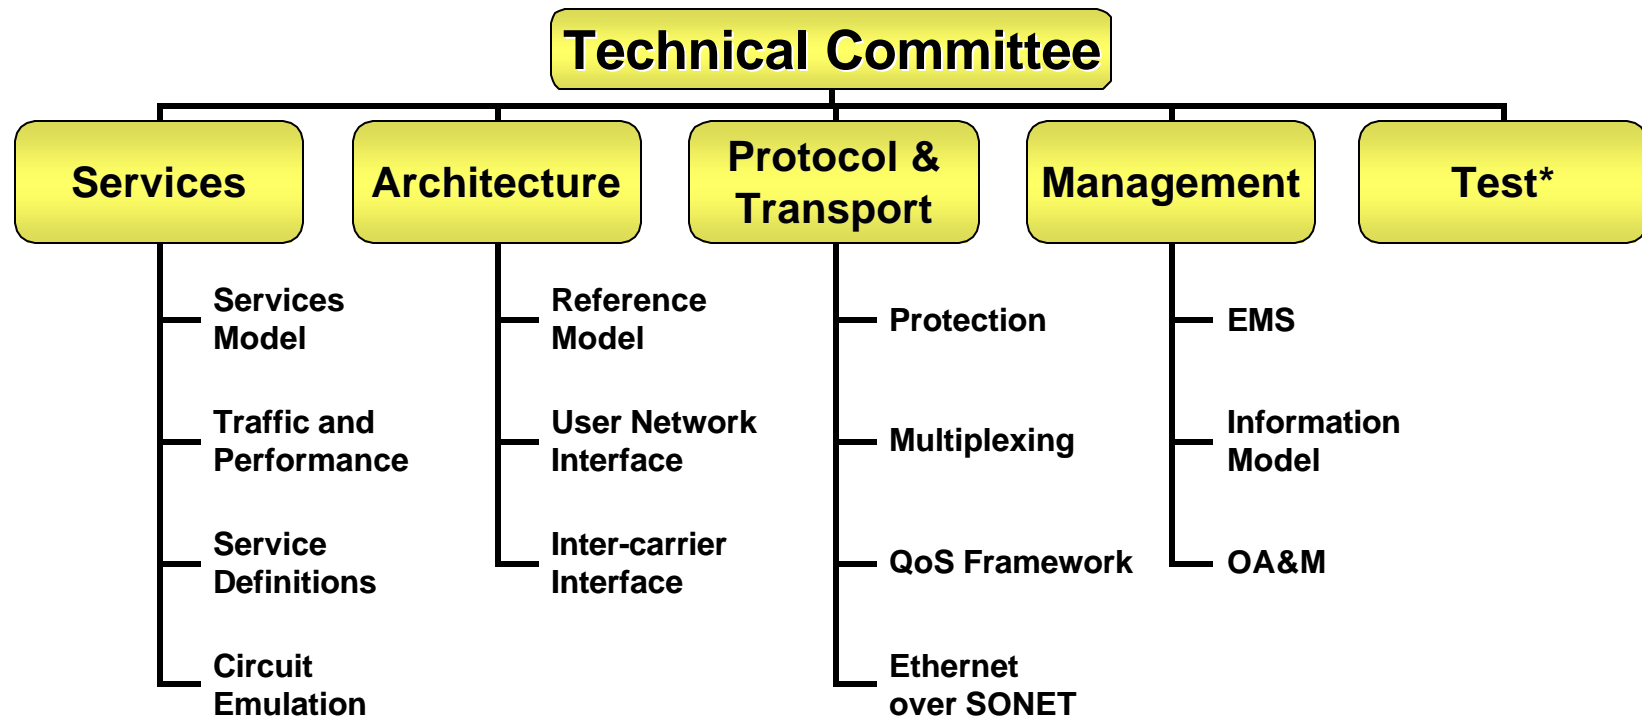 Technical Committee
Services
Architecture
Protocol &
Transport
Management
Test*
Services
Model
Traffic and
Performance
Service
Definitions
Circuit
Emulation
Reference
Model
User Network
Interface
Inter-carrier
Interface
Protection
Multiplexing
QoS Framework
Ethernet
over SONET
EMS
Information
Model
OA&M